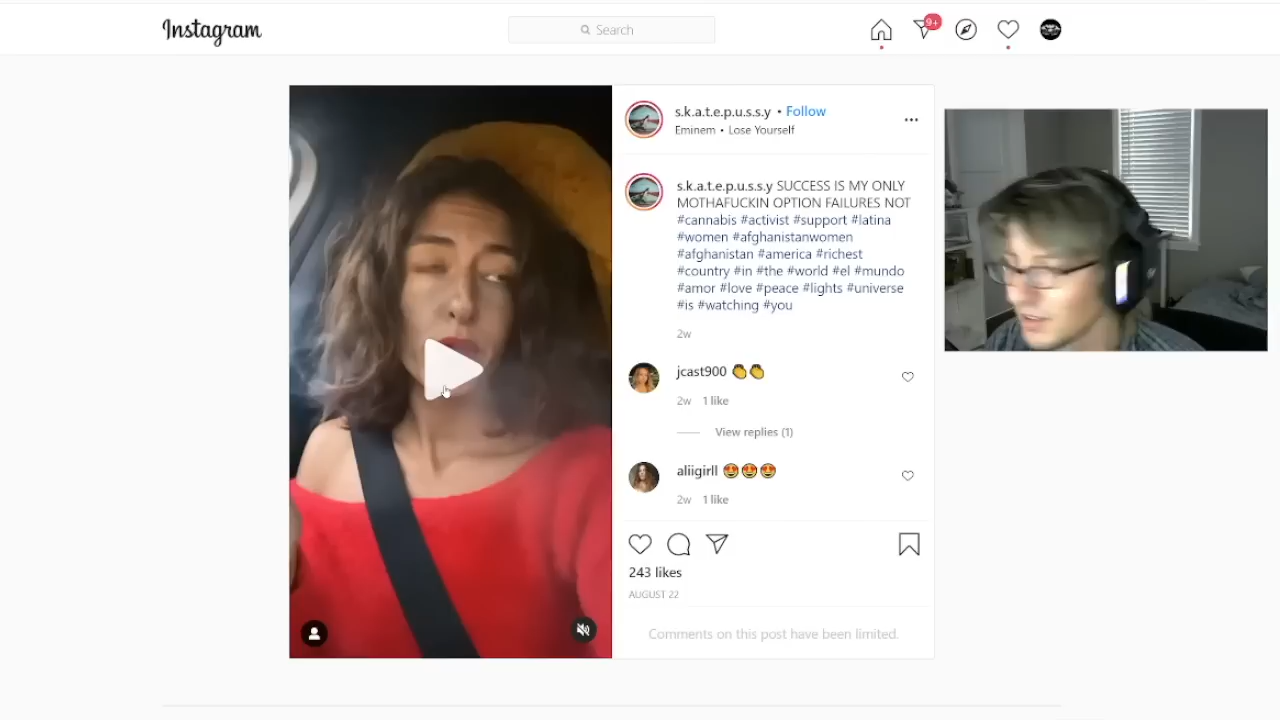 Instagram
Search
9+
s.k.a.t.e.p.u.s.s.y • Follow
Eminem • Lose Yourself
s.k.a.t.e.p.u.s.s.y SUCCESS IS MY ONLY
MOTHAFUCKIN OPTION FAILURES NOT
#cannabis #activist #support #latina
#women #afghanistanwomen
#afghanistan #america #richest
#country #in #the #world #el #mundo
#amor #love #peace #lights #universe
#is #watching #you
2w
jcast900 👏👏
2w 1 like
View replies (1)
aliigirll 😍😍😍
2w 1 like
243 likes
AUGUST 22
Comments on this post have been limited.